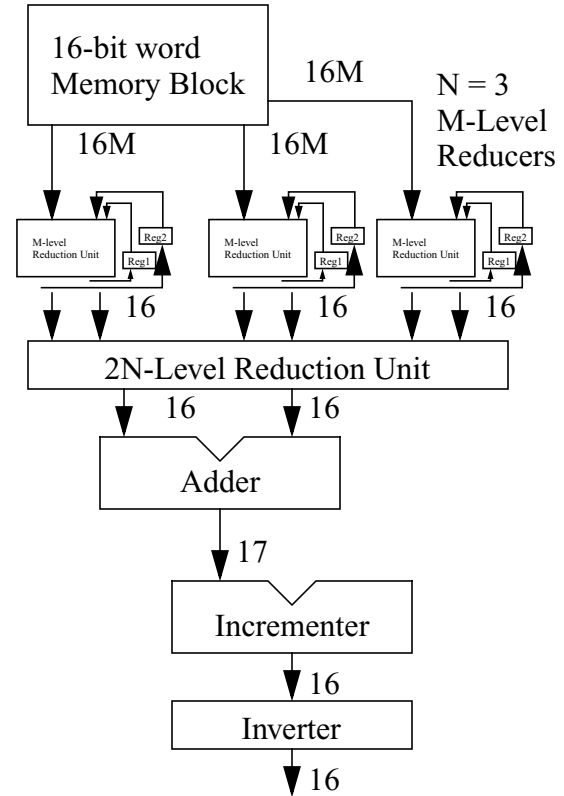 16-bit word
Memory Block
16M
N = 3
M-Level
Reducers
16M
16M
M-level
Reduction Unit
Reg2
Reg1
M-level
Reduction Unit
Reg2
Reg1
M-level
Reduction Unit
Reg2
Reg1
16
16
16
2N-Level Reduction Unit
16
16
Adder
17
Incrementer
16
Inverter
16